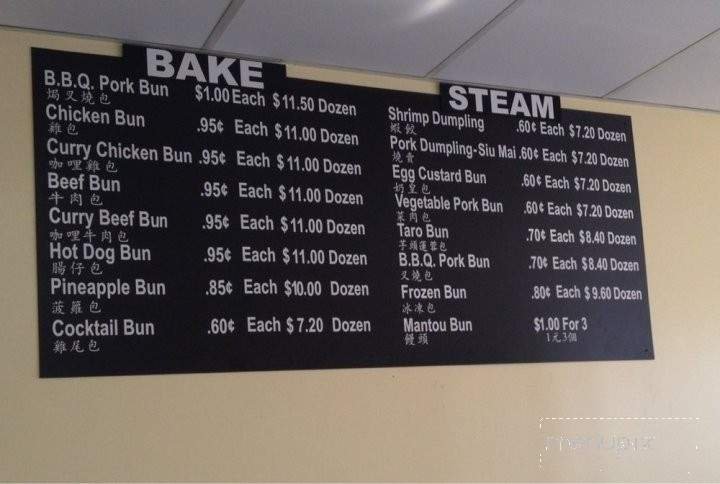 BAKE
B.B.Q. Pork Bun $1.00 Each $11.50 Dozen
焗叉燒包
Chicken Bun .95¢ Each $11.00 Dozen
雞包
Curry Chicken Bun .95¢ Each $11.00 Dozen
咖哩雞包
Beef Bun .95¢ Each $11.00 Dozen
牛肉包
Curry Beef Bun .95¢ Each $11.00 Dozen
咖哩牛肉包
Hot Dog Bun .95¢ Each $11.00 Dozen
腸仔包
Pineapple Bun .85¢ Each $10.00 Dozen
菠蘿包
Cocktail Bun .60¢ Each $7.20 Dozen
雞尾包
STEAM
Shrimp Dumpling .60¢ Each $7.20 Dozen
蝦餃
Pork Dumpling-Siu Mai .60¢ Each $7.20 Dozen
燒賣
Egg Custard Bun .60¢ Each $7.20 Dozen
奶皇包
Vegetable Pork Bun .60¢ Each $7.20 Dozen
菜肉包
Taro Bun .70¢ Each $8.40 Dozen
芋頭蓮蓉包
B.B.Q. Pork Bun .70¢ Each $8.40 Dozen
叉燒包
Frozen Bun .80¢ Each $9.60 Dozen
冰凍包
Mantou Bun $1.00 For 3
饅頭 1元3個
menupix